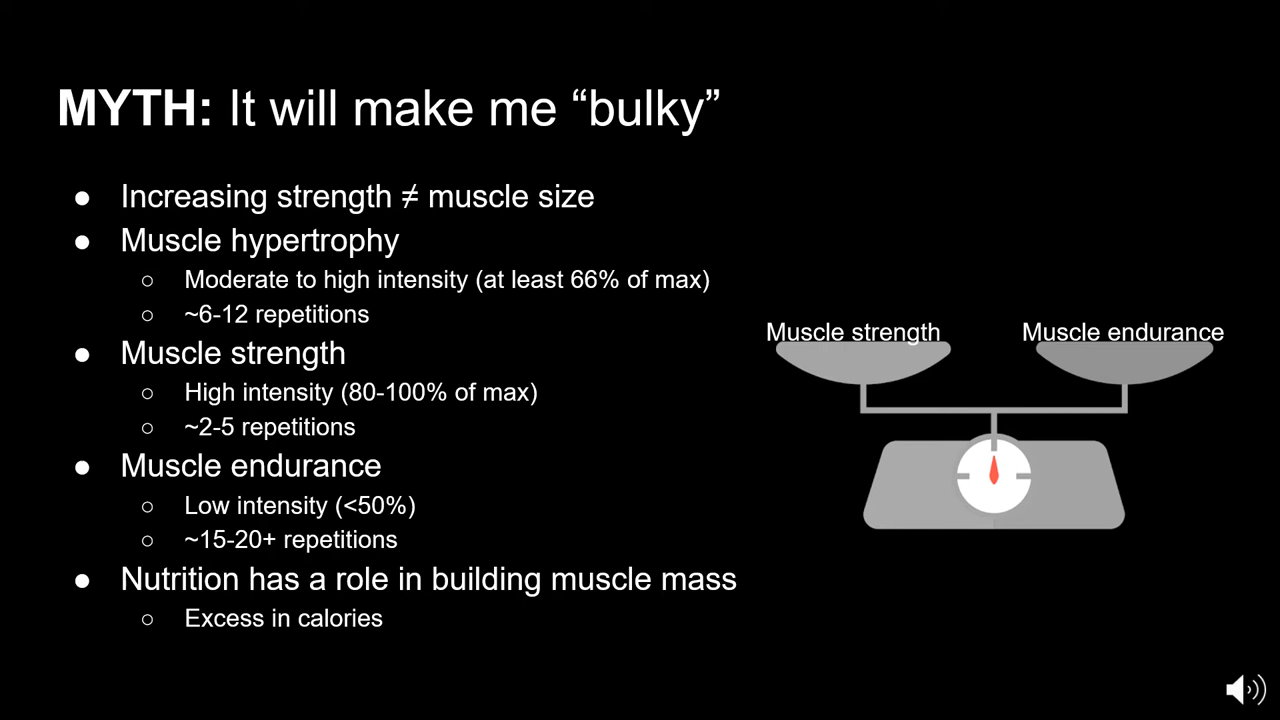 MYTH: It will make me “bulky”
● Increasing strength ≠ muscle size
● Muscle hypertrophy
○ Moderate to high intensity (at least 66% of max)
○ ~6-12 repetitions
● Muscle strength
○ High intensity (80-100% of max)
○ ~2-5 repetitions
● Muscle endurance
○ Low intensity (<50%)
○ ~15-20+ repetitions
● Nutrition has a role in building muscle mass
○ Excess in calories
Muscle strength
Muscle endurance